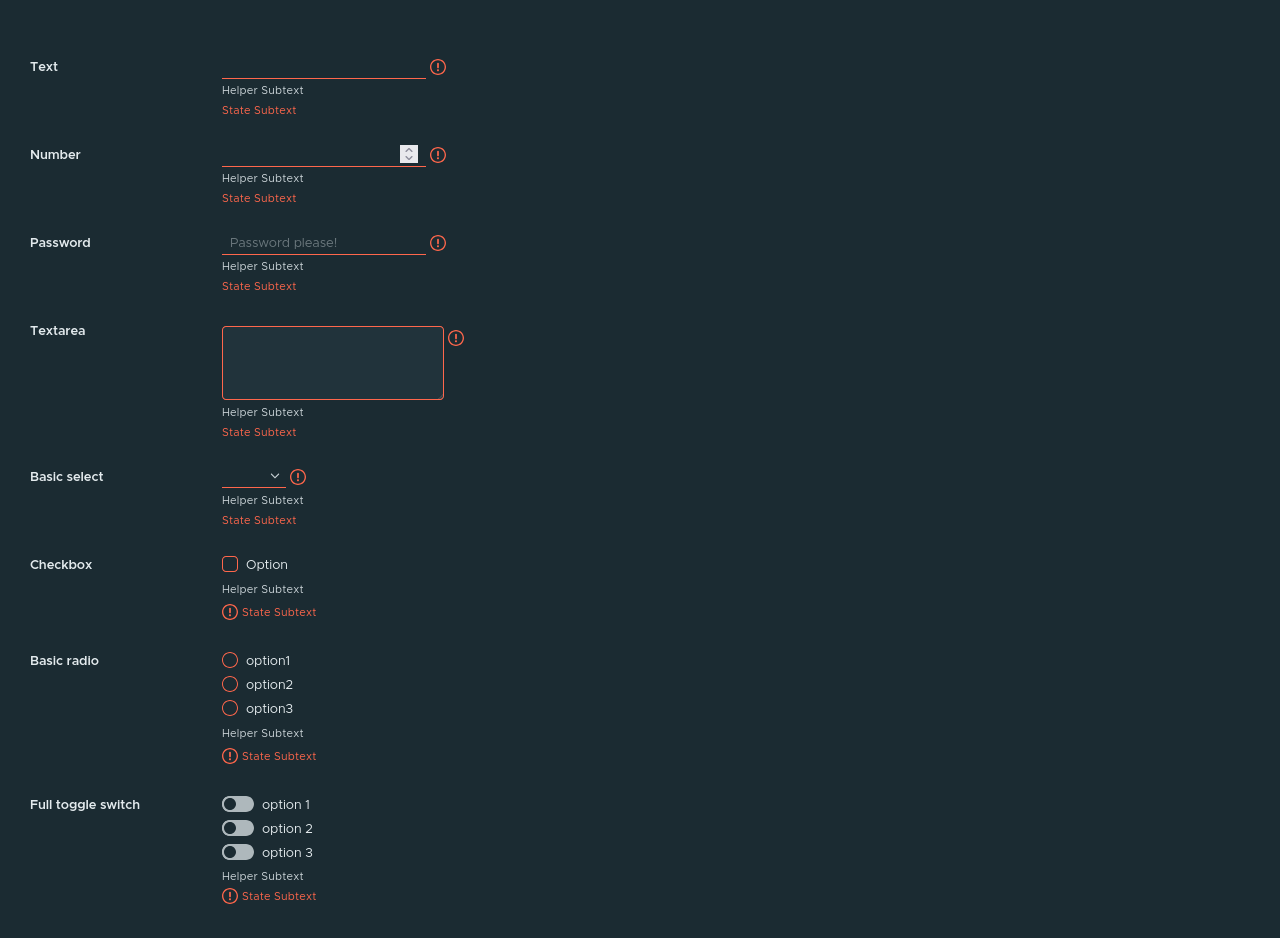 Text
Helper Subtext
State Subtext
Number
Helper Subtext
State Subtext
Password
Password please!
Helper Subtext
State Subtext
Textarea
Helper Subtext
State Subtext
Basic select
Helper Subtext
State Subtext
Checkbox
Option
Helper Subtext
State Subtext
Basic radio
option1
option2
option3
Helper Subtext
State Subtext
Full toggle switch
option 1
option 2
option 3
Helper Subtext
State Subtext